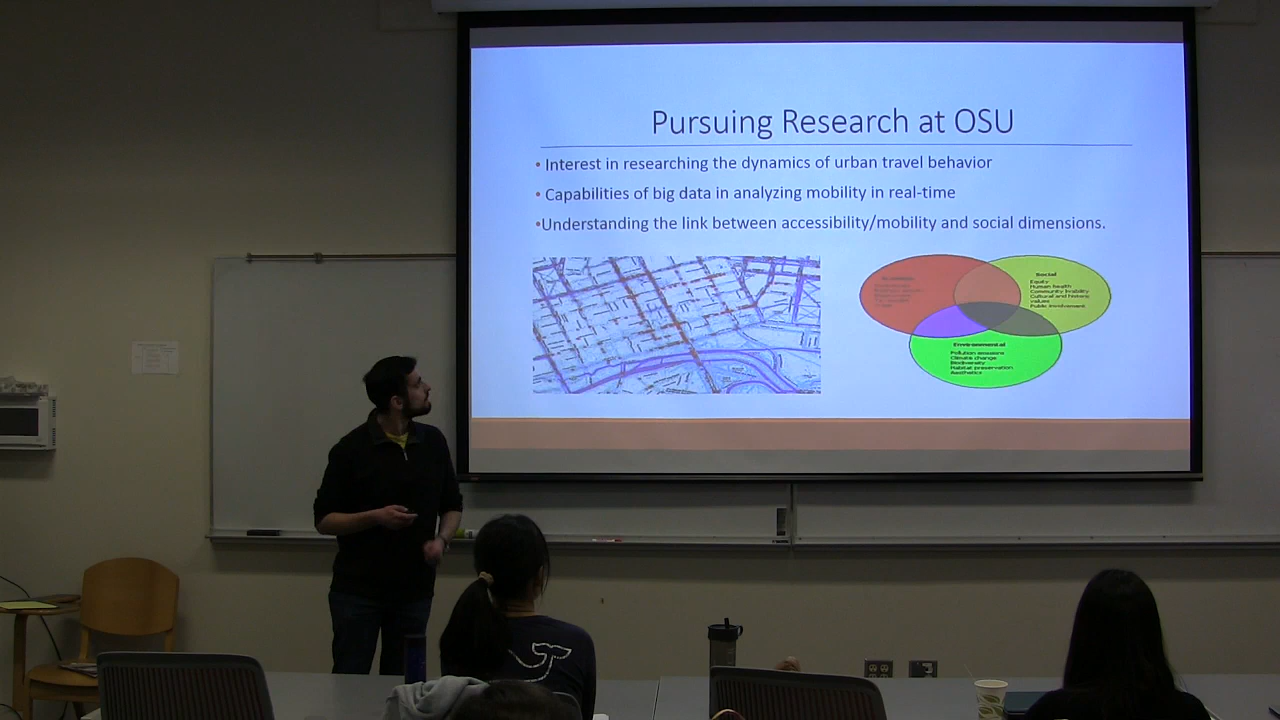 Pursuing Research at OSU
• Interest in researching the dynamics of urban travel behavior
• Capabilities of big data in analyzing mobility in real-time
•Understanding the link between accessibility/mobility and social dimensions.
Social
Equity
Human health
Community livability
Cultural and historic
values
Public involvement
Environmental
Pollution emissions
Climate change
Biodiversity
Habitat preservation
Aesthetics